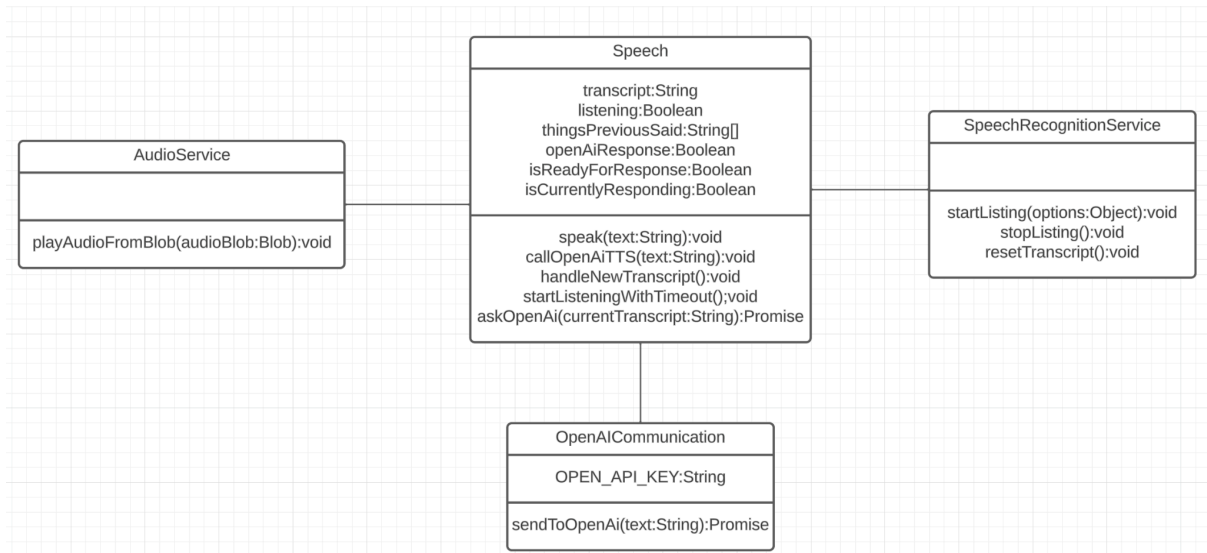 Speech
transcript:String
listening:Boolean
thingsPreviousSaid:String[]
openAiResponse:Boolean
isReadyForResponse:Boolean
isCurrentlyResponding:Boolean
speak(text:String):void
callOpenAiTTS(text:String):void
handleNewTranscript():void
startListeningWithTimeout();void
askOpenAi(currentTranscript:String):Promise
AudioService
playAudioFromBlob(audioBlob:Blob):void
SpeechRecognitionService
startListing(options:Object):void
stopListing():void
resetTranscript():void
OpenAICommunication
OPEN_API_KEY:String
sendToOpenAi(text:String):Promise